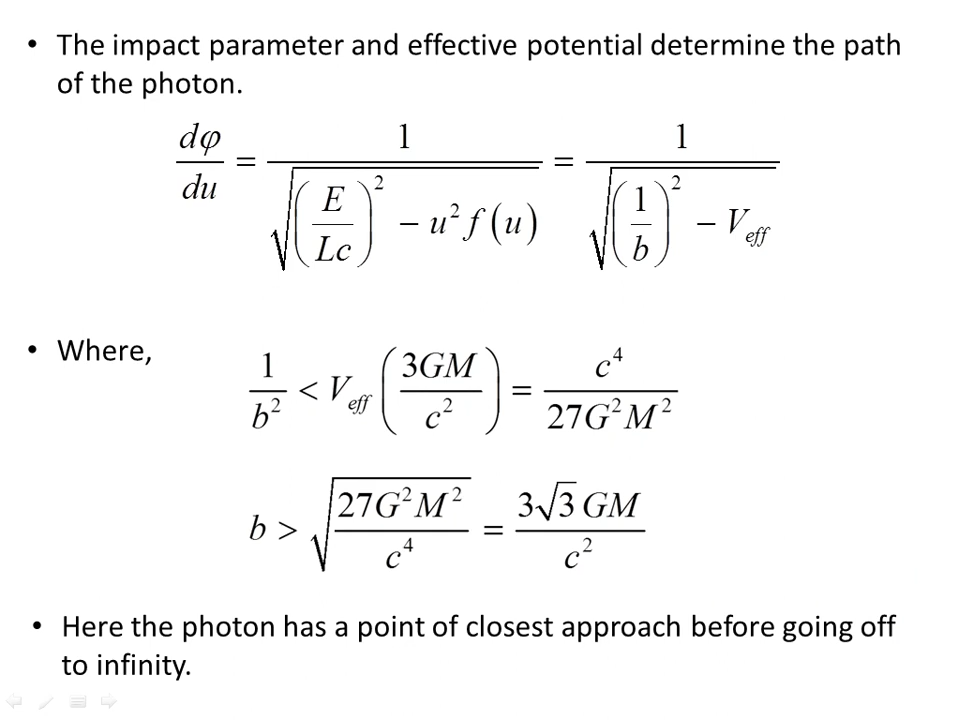 • The impact parameter and effective potential determine the path
of the photon.
dφ/du = 1/√((E/Lc)² − u² f(u)) = 1/√((1/b)² − V_eff)
• Where,
1/b² < V_eff(3GM/c²) = c⁴/27G²M²
b > √(27G²M²/c⁴) = 3√3 GM/c²
• Here the photon has a point of closest approach before going off
to infinity.